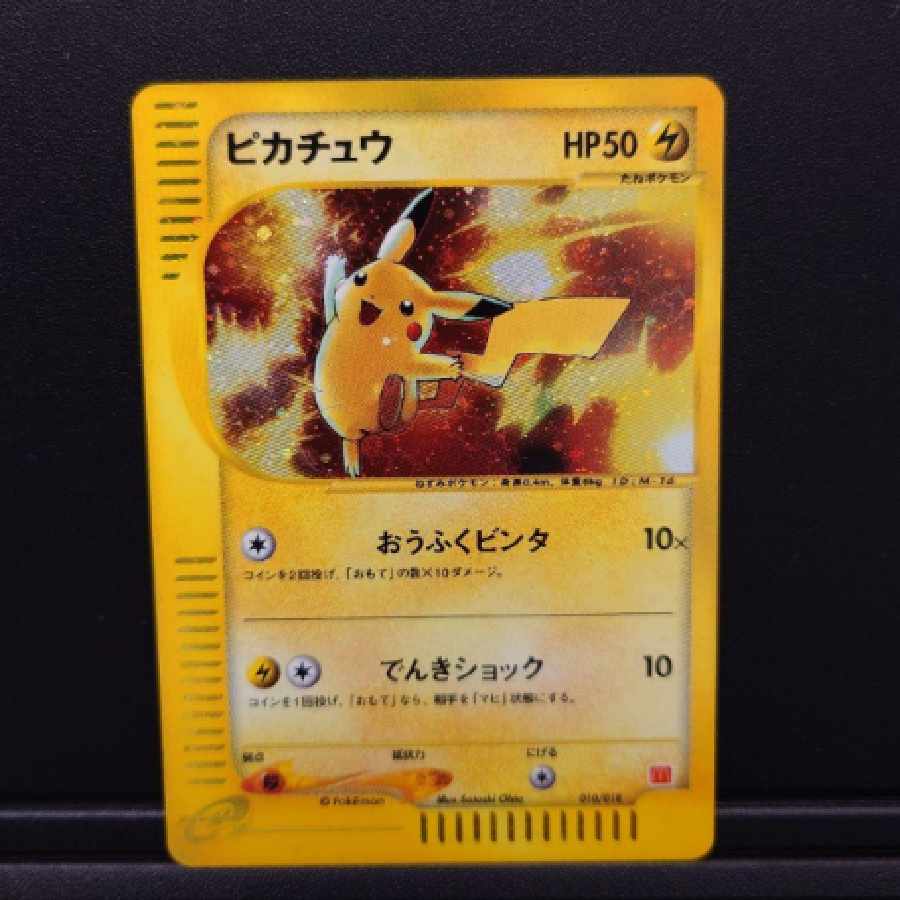 ピカチュウ
HP50
たねポケモン
ねずみポケモン:身長0.4m、体重6kg ID:M-16
おうふくビンタ 10×
コインを2回投げ、「おもて」の数×10ダメージ。
でんきショック 10
コインを1回投げ、「おもて」なら、相手を「マヒ」状態にする。
弱点 抵抗力 にげる
© Pokémon Illus. Satoshi Ohta 010/018